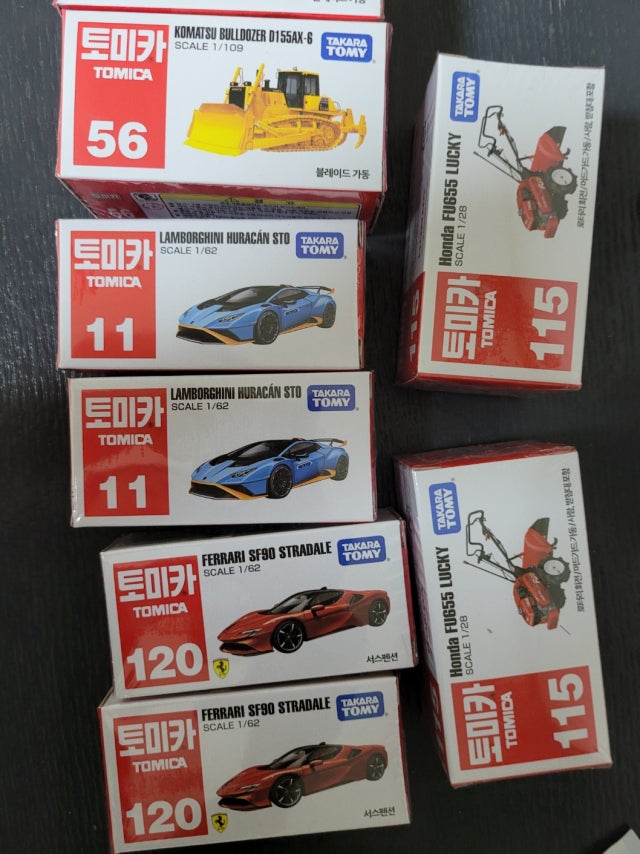 KOMATSU BULLDOZER D155AX-6
SCALE 1/109
TAKARA
TOMY
토미카
TOMICA
56
블레이드 가동
LAMBORGHINI HURACÁN STO
SCALE 1/62
TAKARA
TOMY
토미카
TOMICA
11
LAMBORGHINI HURACÁN STO
SCALE 1/62
TAKARA
TOMY
토미카
TOMICA
11
FERRARI SF90 STRADALE
SCALE 1/62
TAKARA
TOMY
토미카
TOMICA
120
서스펜션
FERRARI SF90 STRADALE
SCALE 1/62
TAKARA
TOMY
토미카
TOMICA
120
서스펜션
TAKARA
TOMY
Honda FU655 LUCKY
SCALE 1/28
토미카
TOMICA
115
115
TAKARA
TOMY
Honda FU655 LUCKY
SCALE 1/28
토미카
TOMICA
115